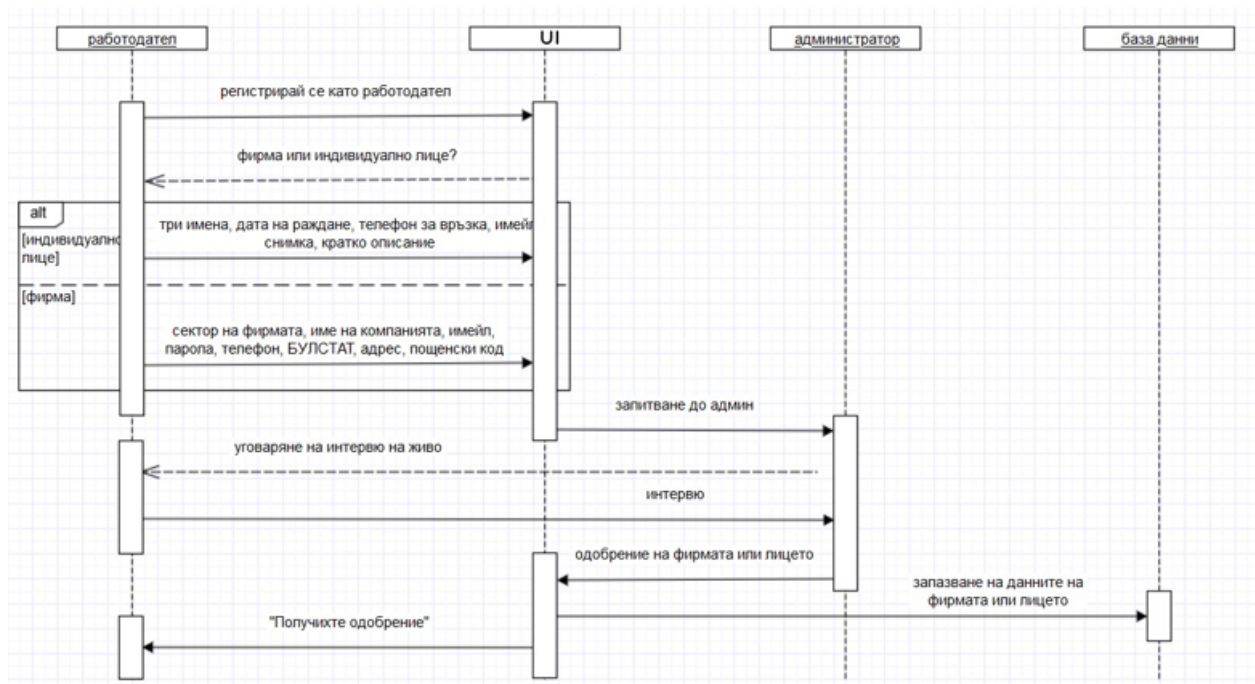 работодател
UI
администратор
база данни
регистрирай се като работодател
фирма или индивидуално лице?
alt
[индивидуално
лице]
три имена, дата на раждане, телефон за връзка, имейл
снимка, кратко описание
[фирма]
сектор на фирмата, име на компанията, имейл,
парола, телефон, БУЛСТАТ, адрес, пощенски код
запитване до админ
уговаряне на интервю на живо
интервю
одобрение на фирмата или лицето
запазване на данните на
фирмата или лицето
"Получихте одобрение"